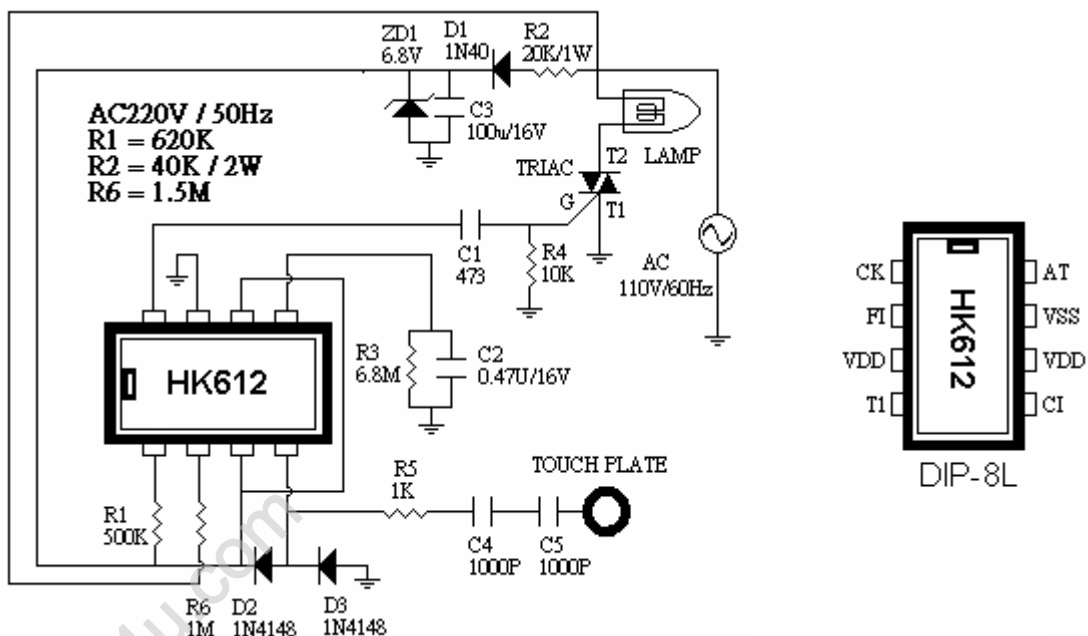 ZD1
6.8V
D1
1N40
R2
20K/1W
C3
100u/16V
AC220V / 50Hz
R1 = 620K
R2 = 40K / 2W
R6 = 1.5M
TRIAC
T2
LAMP
G
T1
C1
473
R4
10K
AC
110V/60Hz
R3
6.8M
C2
0.47U/16V
HK612
R5
1K
TOUCH PLATE
C4
1000P
C5
1000P
R1
500K
R6
1M
D2
1N4148
D3
1N4148
CK
FI
VDD
T1
HK612
AT
VSS
VDD
CI
DIP-8L